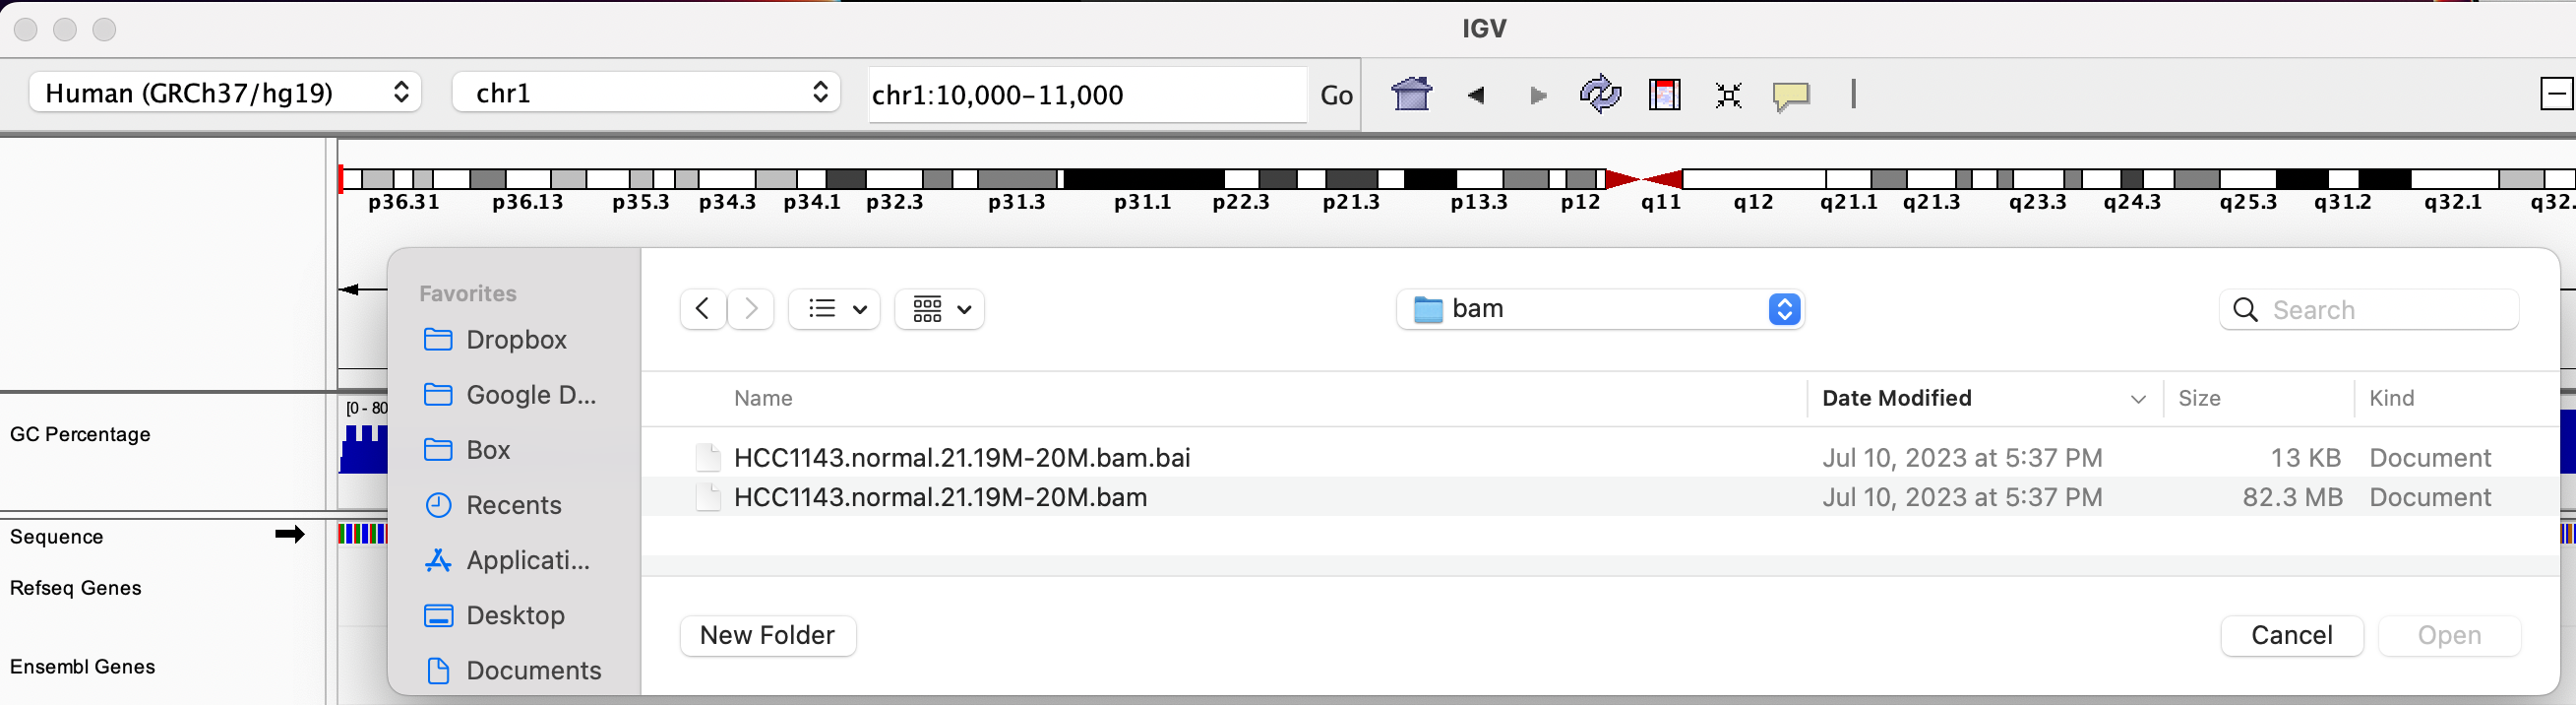 IGV
Human (GRCh37/hg19) chr1 chr1:10,000-11,000 Go
p36.31 p36.13 p35.3 p34.3 p34.1 p32.3 p31.3 p31.1 p22.3 p21.3 p13.3 p12 q11 q12 q21.1 q21.3 q23.3 q24.3 q25.3 q31.2 q32.1 q32.
Favorites
Dropbox
Google D...
Box
Recents
Applicati...
Desktop
Documents
bam
Search
Name Date Modified Size Kind
HCC1143.normal.21.19M-20M.bam.bai Jul 10, 2023 at 5:37 PM 13 KB Document
HCC1143.normal.21.19M-20M.bam Jul 10, 2023 at 5:37 PM 82.3 MB Document
New Folder Cancel Open
[0 - 80
GC Percentage
Sequence
Refseq Genes
Ensembl Genes